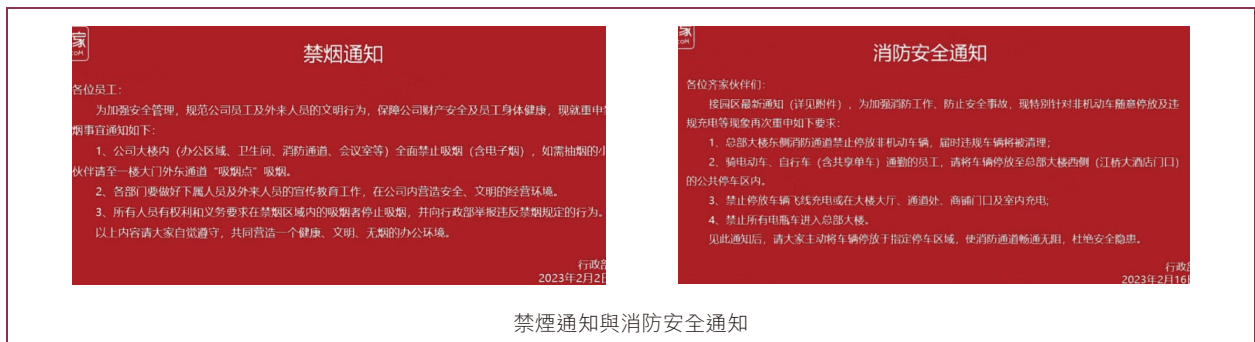 家
COM
禁烟通知
各位员工：
为加强安全管理，规范公司员工及外来人员的文明行为，保障公司财产安全及员工身体健康，现就重申
烟事宜通知如下：
1、公司大楼内（办公区域、卫生间、消防通道、会议室等）全面禁止吸烟（含电子烟），如需抽烟的小
伙伴请至一楼大门外东通道“吸烟点”吸烟。
2、各部门要做好下属人员及外来人员的宣传教育工作，在公司内营造安全、文明的经营环境。
3、所有人员有权利和义务要求在禁烟区域内的吸烟者停止吸烟，并向行政部举报违反禁烟规定的行为。
以上内容请大家自觉遵守，共同营造一个健康、文明、无烟的办公环境。
行政部
2023年2月2日
家
COM
消防安全通知
各位齐家伙伴们：
接园区最新通知（详见附件），为加强消防工作、防止安全事故，现特别针对非机动车随意停放及违
规充电等现象再次重申如下要求：
1、总部大楼东侧消防通道禁止停放非机动车辆，届时违规车辆将被清理；
2、骑电动车、自行车（含共享单车）通勤的员工，请将车辆停放至总部大楼西侧（江桥大酒店门口）
的公共停车区内。
3、禁止停放车辆飞线充电或在大楼大厅、通道处、商铺门口及室内充电；
4、禁止所有电瓶车进入总部大楼。
见此通知后，请大家主动将车辆停放于指定停车区域，使消防通道畅通无阻，杜绝安全隐患。
行政部
2023年2月16日
禁煙通知與消防安全通知